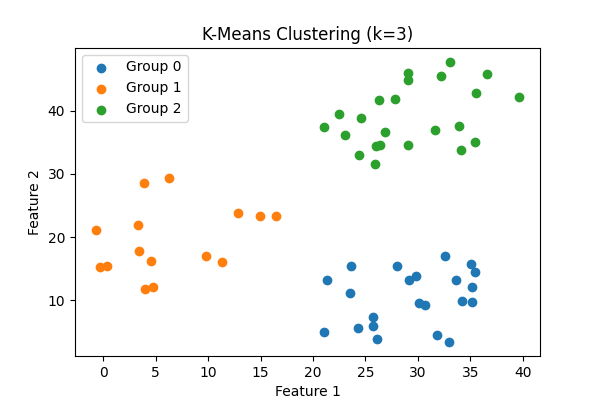 K-Means Clustering (k=3)
Group 0
Group 1
Group 2
Feature 2
40
30
20
10
0 5 10 15 20 25 30 35 40
Feature 1